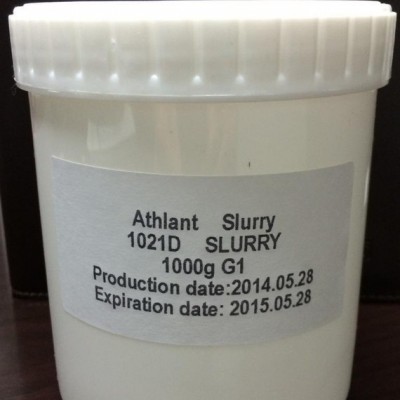 Athlant Slurry
1021D SLURRY
1000g G1
Production date:2014.05.28
Expiration date: 2015.05.28